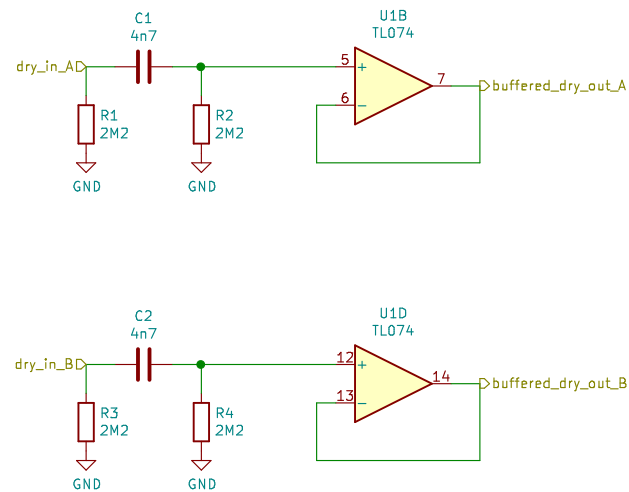 C1
4n7
U1B
TL074
dry_in_A
5
+
6
−
7
buffered_dry_out_A
R1
2M2
R2
2M2
GND
GND
C2
4n7
U1D
TL074
dry_in_B
12
+
13
−
14
buffered_dry_out_B
R3
2M2
R4
2M2
GND
GND